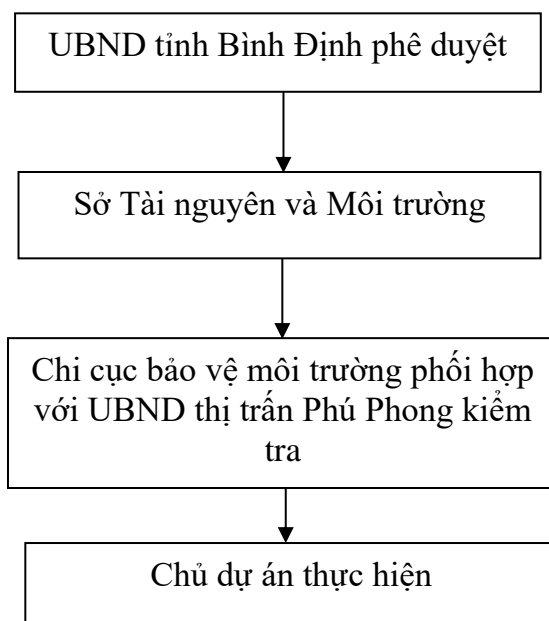 UBND tỉnh Bình Định phê duyệt
Sở Tài nguyên và Môi trường
Chi cục bảo vệ môi trường phối hợp
với UBND thị trấn Phú Phong kiểm
tra
Chủ dự án thực hiện